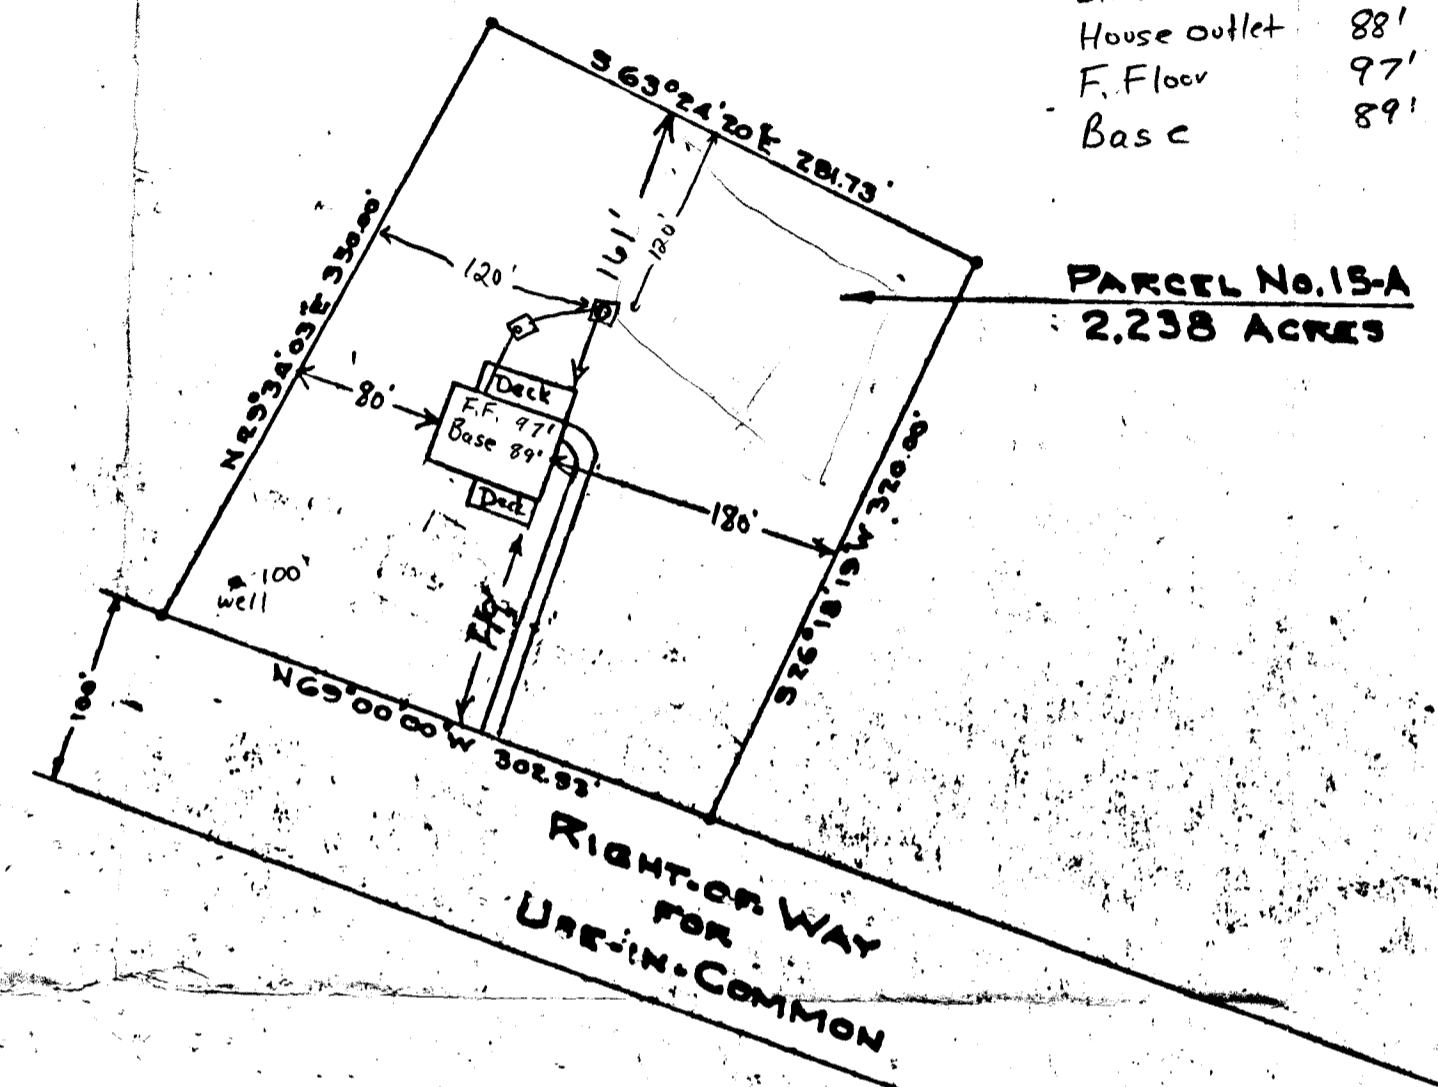 House outlet 88'
F. Floor 97'
Base 89'
S 63° 24' 20" E 281.73'
161'
120'
120'
PARCEL NO. 15-A
2.238 ACRES
N 29° 34' 03" E 330.00'
80'
Deck
F.F. 97'
Base 89'
Deck
180'
S 26° 18' 19" W 320.00'
100'
well
N 69° 00' 00" W 302.93'
100'
RIGHT-OF-WAY
FOR
USE-IN-COMMON